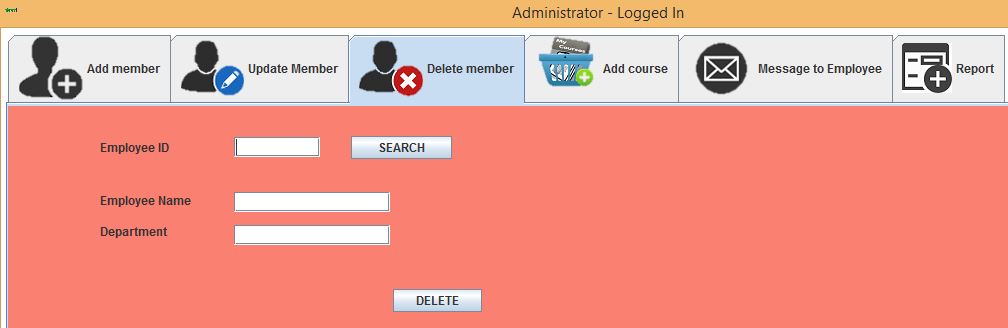 Administrator - Logged In
Add member
Update Member
Delete member
My Courses
Add course
Message to Employee
Report
Employee ID
SEARCH
Employee Name
Department
DELETE